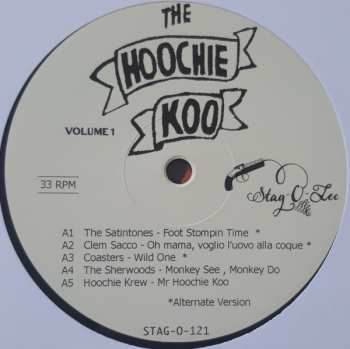 THE
HOOCHIE
KOO
VOLUME 1
33 RPM
Stag-O-Lee
A1 The Satintones - Foot Stompin Time *
A2 Clem Sacco - Oh mama, voglio l'uovo alla coque *
A3 Coasters - Wild One *
A4 The Sherwoods - Monkey See , Monkey Do
A5 Hoochie Krew - Mr Hoochie Koo
*Alternate Version
STAG-O-121